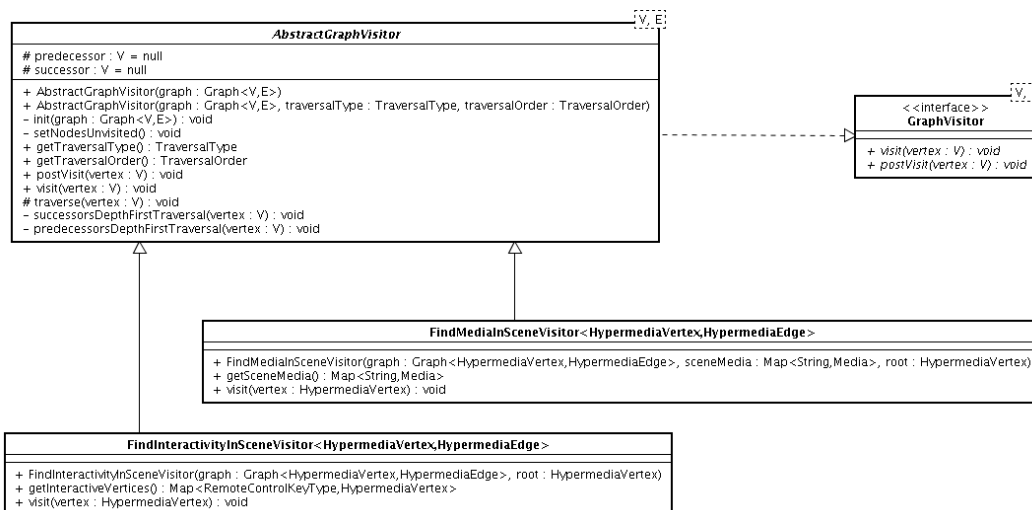 V, E
AbstractGraphVisitor
# predecessor : V = null
# successor : V = null
+ AbstractGraphVisitor(graph : Graph<V,E>)
+ AbstractGraphVisitor(graph : Graph<V,E>, traversalType : TraversalType, traversalOrder : TraversalOrder)
- init(graph : Graph<V,E>) : void
- setNodesUnvisited() : void
+ getTraversalType() : TraversalType
+ getTraversalOrder() : TraversalOrder
+ postVisit(vertex : V) : void
+ visit(vertex : V) : void
# traverse(vertex : V) : void
- successorsDepthFirstTraversal(vertex : V) : void
- predecessorsDepthFirstTraversal(vertex : V) : void
V,
<<interface>>
GraphVisitor
+ visit(vertex : V) : void
+ postVisit(vertex : V) : void
FindMediaInSceneVisitor<HypermediaVertex,HypermediaEdge>
+ FindMediaInSceneVisitor(graph : Graph<HypermediaVertex,HypermediaEdge>, sceneMedia : Map<String,Media>, root : HypermediaVertex)
+ getSceneMedia() : Map<String,Media>
+ visit(vertex : HypermediaVertex) : void
FindInteractivityInSceneVisitor<HypermediaVertex,HypermediaEdge>
+ FindInteractivityInSceneVisitor(graph : Graph<HypermediaVertex,HypermediaEdge>, root : HypermediaVertex)
+ getInteractiveVertices() : Map<RemoteControlKeyType,HypermediaVertex>
+ visit(vertex : HypermediaVertex) : void